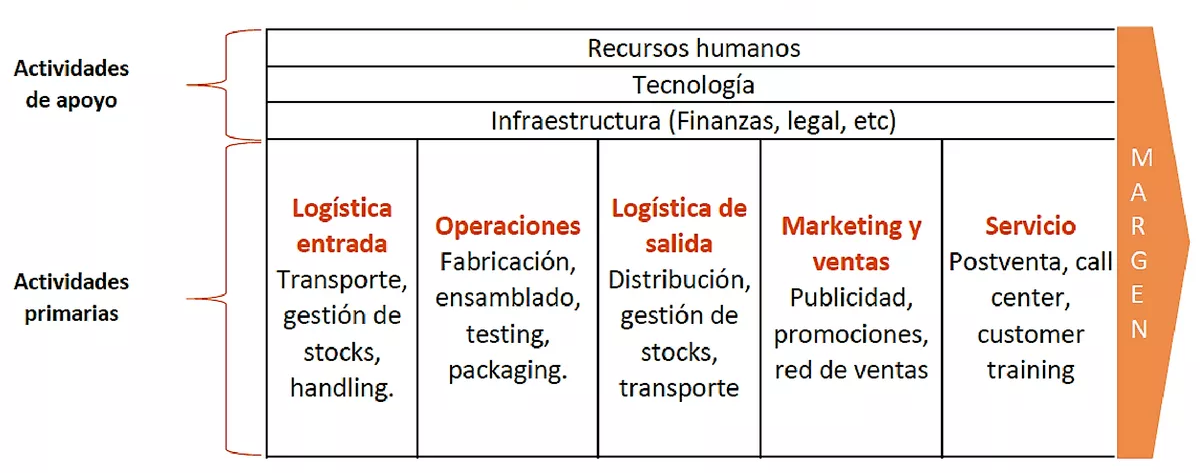 Actividades
de apoyo
Recursos humanos
Tecnología
Infraestructura (Finanzas, legal, etc)
Actividades
primarias
Logística
entrada
Transporte,
gestión de
stocks,
handling.
Operaciones
Fabricación,
ensamblado,
testing,
packaging.
Logística de
salida
Distribución,
gestión de
stocks,
transporte
Marketing y
ventas
Publicidad,
promociones,
red de ventas
Servicio
Postventa, call
center,
customer
training
MARGEN